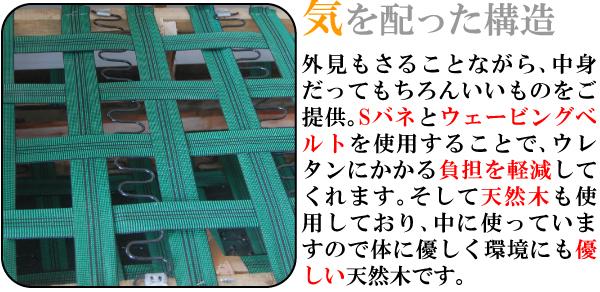 気を配った構造
外見もさることながら、中身
だってもちろんいいものをご
提供。Sバネとウェービングベ
ルトを使用することで、ウレ
タンにかかる負担を軽減して
くれます。そして天然木も使
用しており、中に使っていま
すので体に優しく環境にも優
しい天然木です。